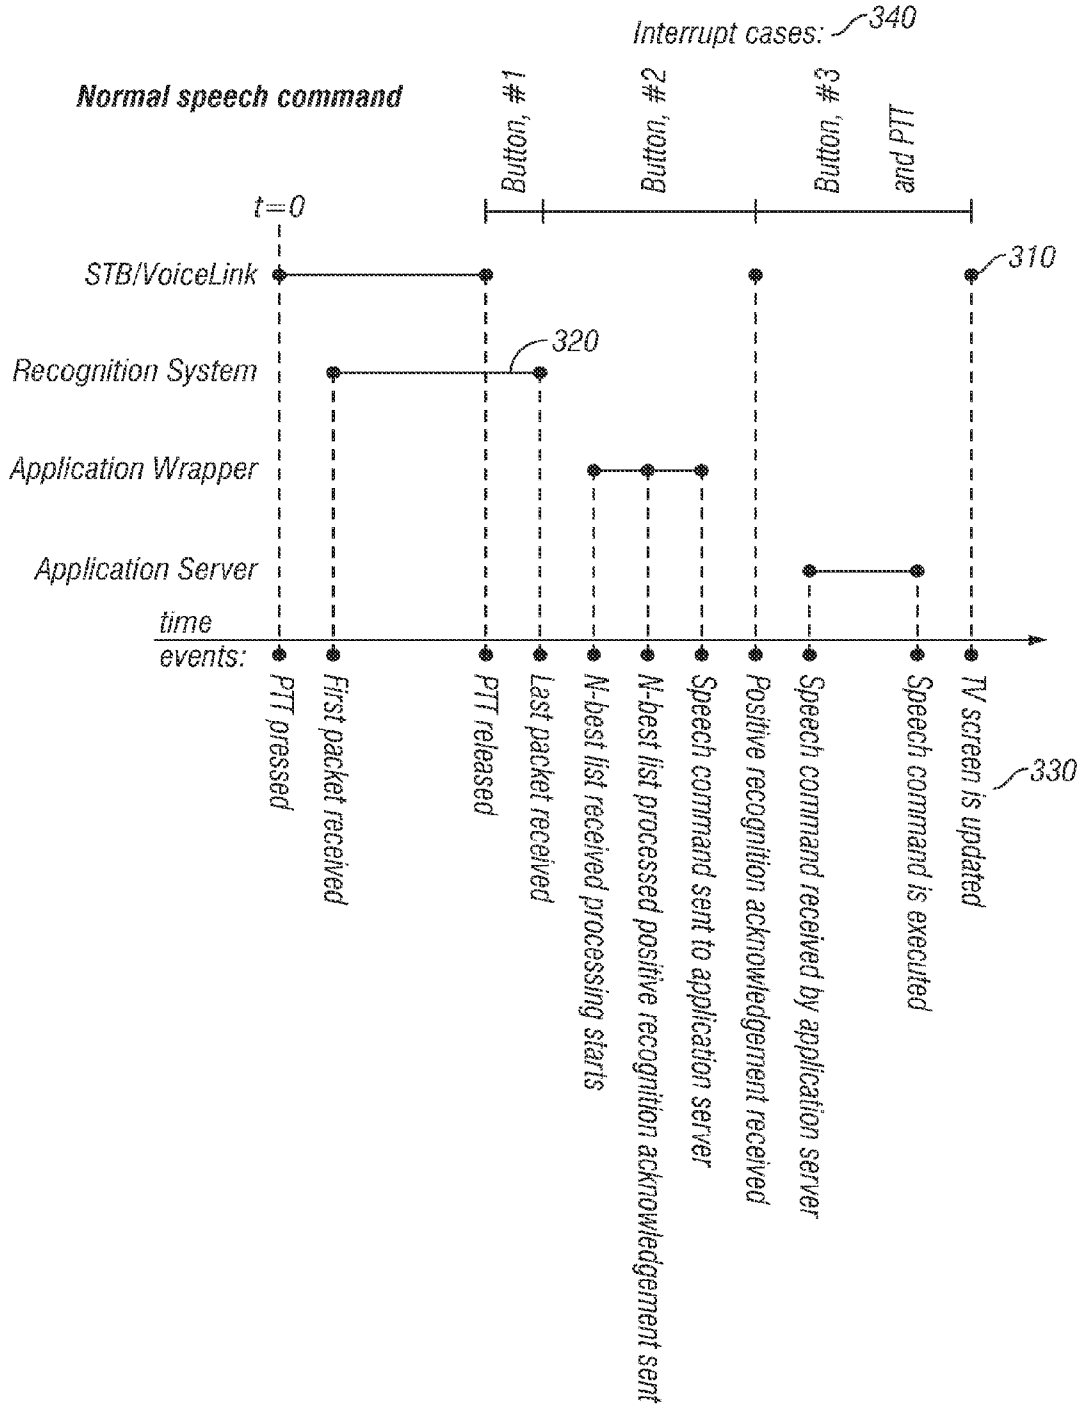 Interrupt cases: 340
Normal speech command
Button, #1
Button, #2
Button, #3
and PTT
t=0
STB/VoiceLink
310
Recognition System
320
Application Wrapper
Application Server
time
events:
PTT pressed
First packet received
PTT released
Last packet received
N-best list received processing starts
N-best list processed positive recognition acknowledgement sent
Speech command sent to application server
Positive recognition acknowledgement received
Speech command received by application server
Speech command is executed
TV screen is updated
330